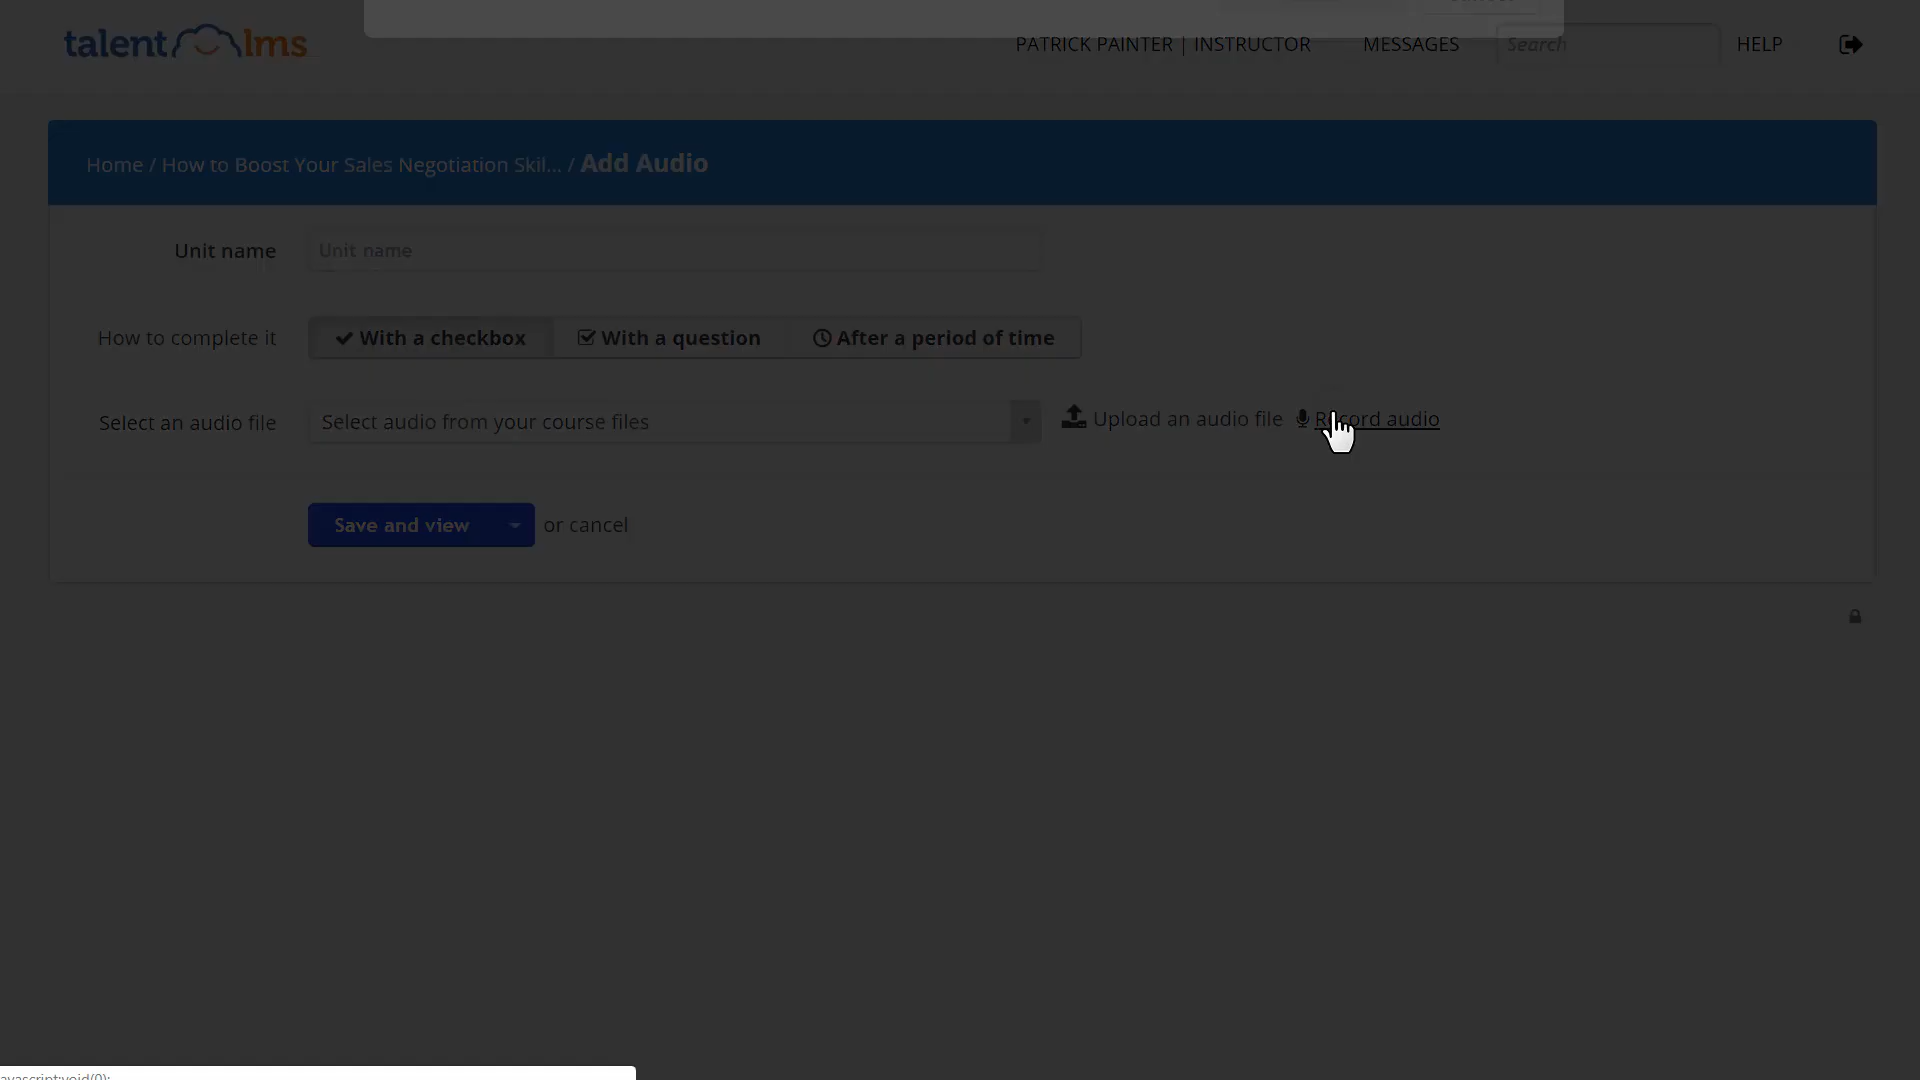 talentlms
PATRICK PAINTER | INSTRUCTOR MESSAGES Search HELP
Home / How to Boost Your Sales Negotiation Skil... / Add Audio
Unit name Unit name
How to complete it With a checkbox With a question After a period of time
Select an audio file Select audio from your course files Upload an audio file Record audio
Save and view or cancel